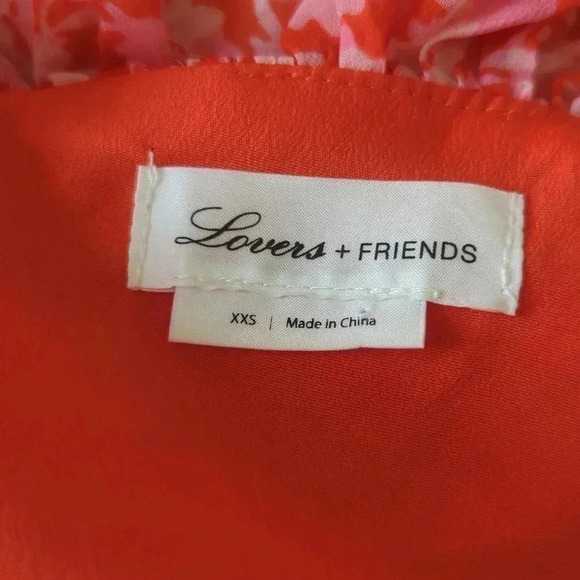 Lovers + FRIENDS
XXS | Made in China